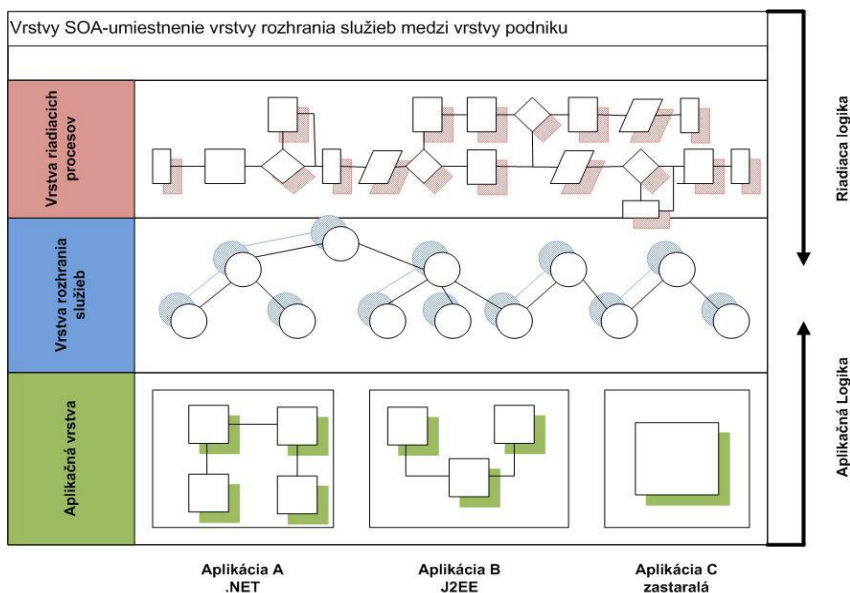 Vrstvy SOA-umiestnenie vrstvy rozhrania služieb medzi vrstvy podniku
Vrstva riadiacich
procesov
Vrstva rozhrania
služieb
Aplikačná vrstva
Riadiaca logika
Aplikačná Logika
Aplikácia A
.NET
Aplikácia B
J2EE
Aplikácia C
zastaralá